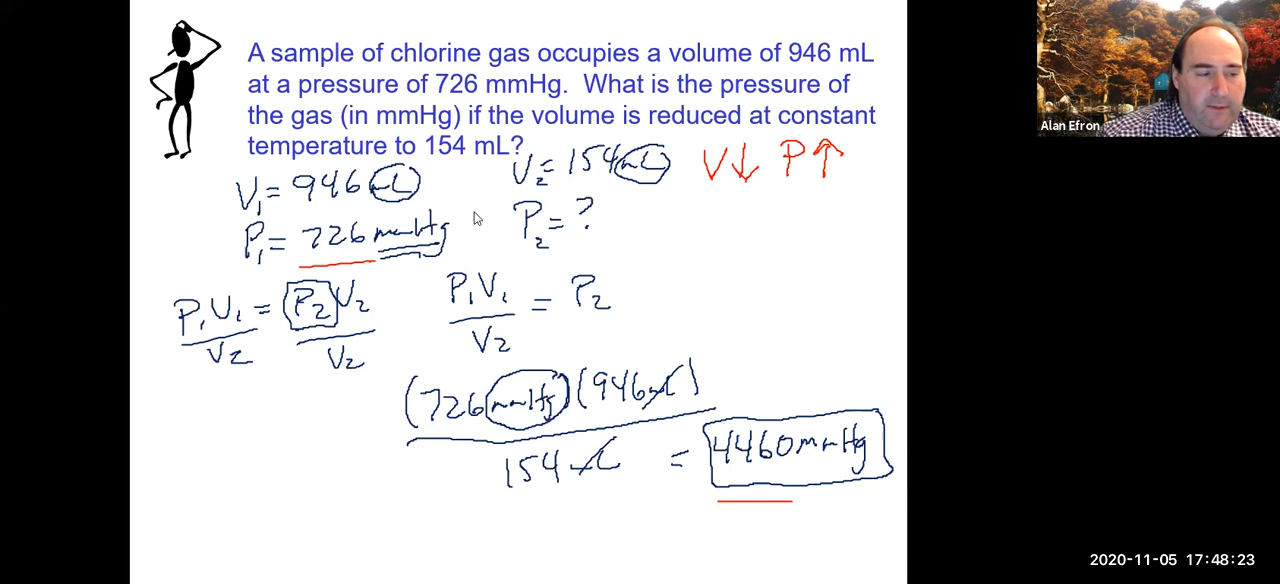 A sample of chlorine gas occupies a volume of 946 mL
at a pressure of 726 mmHg. What is the pressure of
the gas (in mmHg) if the volume is reduced at constant
temperature to 154 mL?
V₁ = 946 mL
V₂ = 154 mL
V↓ P↑
P₁ = 726 mmHg
P₂ = ?
P₁V₁ = P₂V₂
V₂ V₂
P₁V₁ = P₂
V₂
(726 mmHg)(946 mL)
154 mL = 4460 mmHg
Alan Efron
2020-11-05 17:48:23